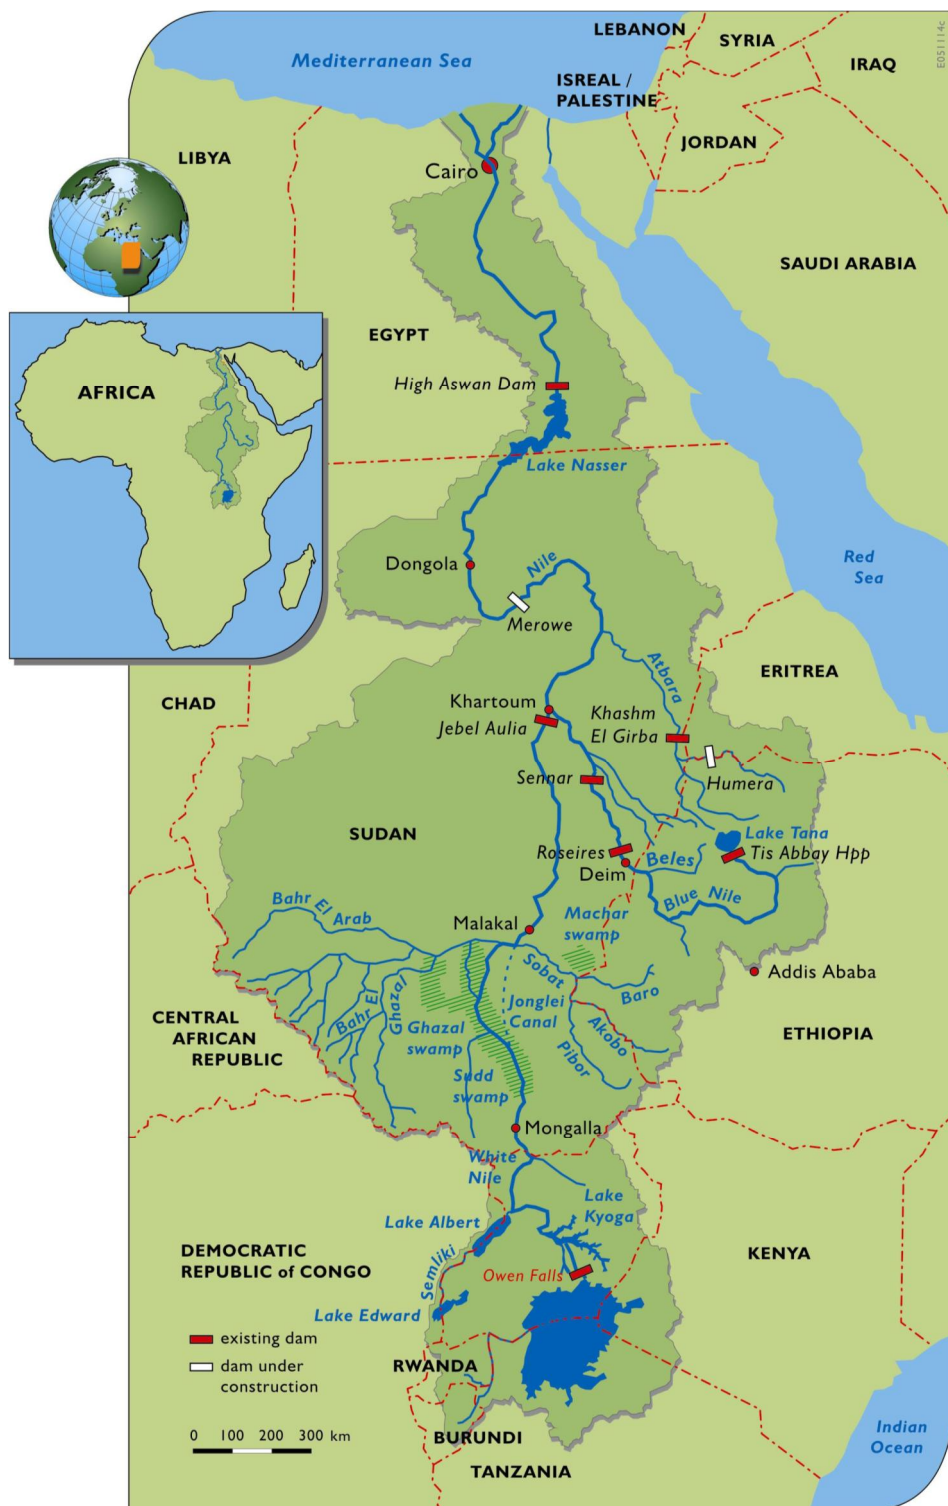 LEBANON
SYRIA
IRAQ
E051114c
Mediterranean Sea
ISREAL /
PALESTINE
JORDAN
LIBYA
Cairo
SAUDI ARABIA
EGYPT
AFRICA
High Aswan Dam
Lake Nasser
Red
Sea
Dongola
Nile
Merowe
ERITREA
CHAD
Atbara
Khartoum
Jebel Aulia
Khashm
El Girba
Sennar
Humera
SUDAN
Lake Tana
Tis Abbay Hpp
Roseires
Deim
Beles
Blue Nile
Bahr El Arab
Malakal
Machar
swamp
Sobat
Addis Ababa
Baro
Bahr El
Ghazal
Jonglei
Canal
CENTRAL
AFRICAN
REPUBLIC
Ghazal
swamp
Akobo
Pibor
ETHIOPIA
Sudd
swamp
Mongalla
White
Nile
Lake
Kyoga
Lake Albert
DEMOCRATIC
REPUBLIC of CONGO
Semliki
KENYA
Owen Falls
Lake Edward
existing dam
dam under
construction
RWANDA
0 100 200 300 km
BURUNDI
TANZANIA
Indian
Ocean